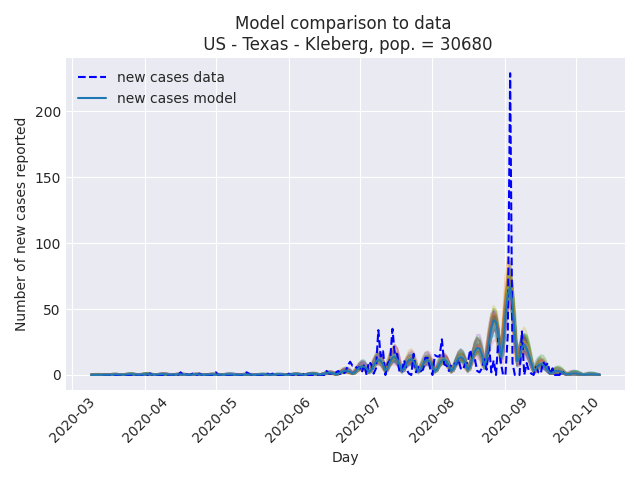 Model comparison to data
US - Texas - Kleberg, pop. = 30680
new cases data
new cases model
Number of new cases reported
200
150
100
50
0
2020-03
2020-04
2020-05
2020-06
2020-07
2020-08
2020-09
2020-10
Day